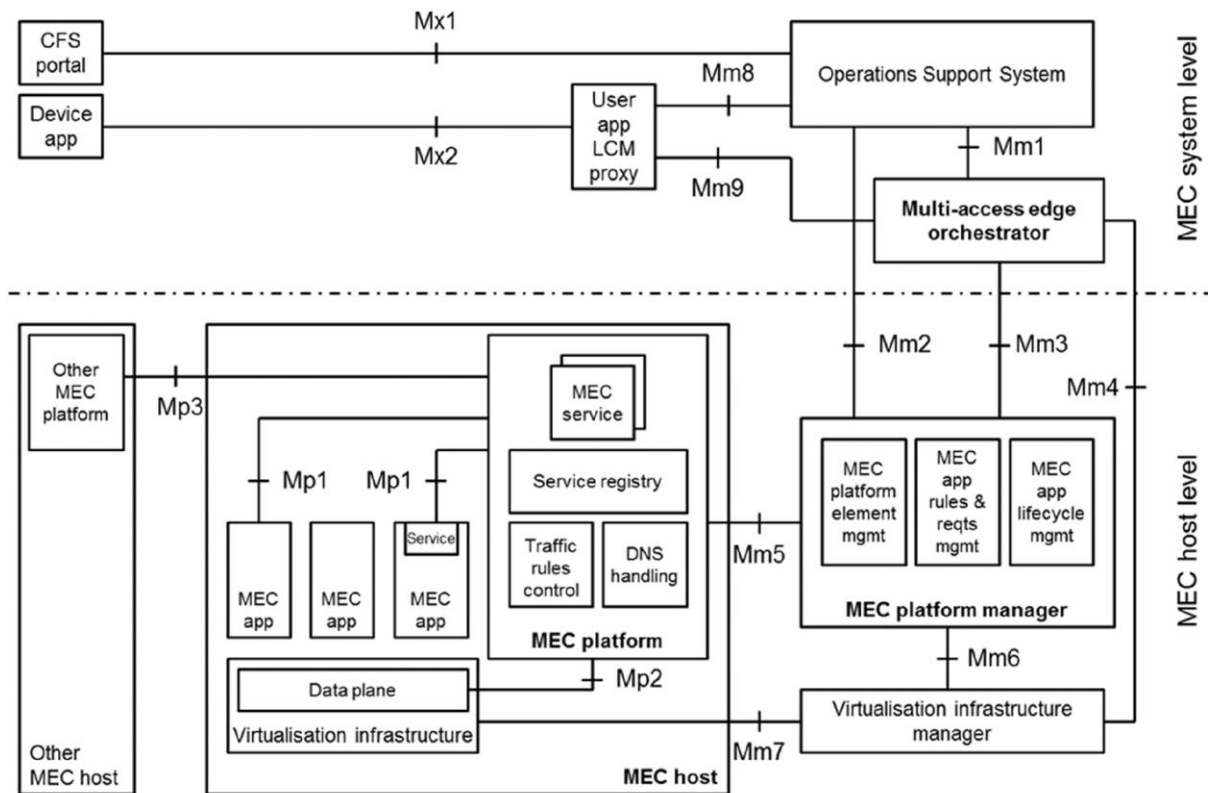 Mx1
CFS
portal
Operations Support System
Mm8
User
app
LCM
proxy
Device
app
Mx2
Mm9
Mm1
Multi-access edge
orchestrator
MEC system level
Other
MEC
platform
Mp3
MEC
service
Mm2
Mm3
Mm4
Mp1
Mp1
Service registry
MEC
platform
element
mgmt
MEC
app
rules &
reqts
mgmt
MEC
app
lifecycle
mgmt
MEC host level
Service
MEC
app
MEC
app
MEC
app
Traffic
rules
control
DNS
handling
Mm5
MEC platform
MEC platform manager
Mp2
Mm6
Data plane
Virtualisation infrastructure
Mm7
Virtualisation infrastructure
manager
Other
MEC host
MEC host